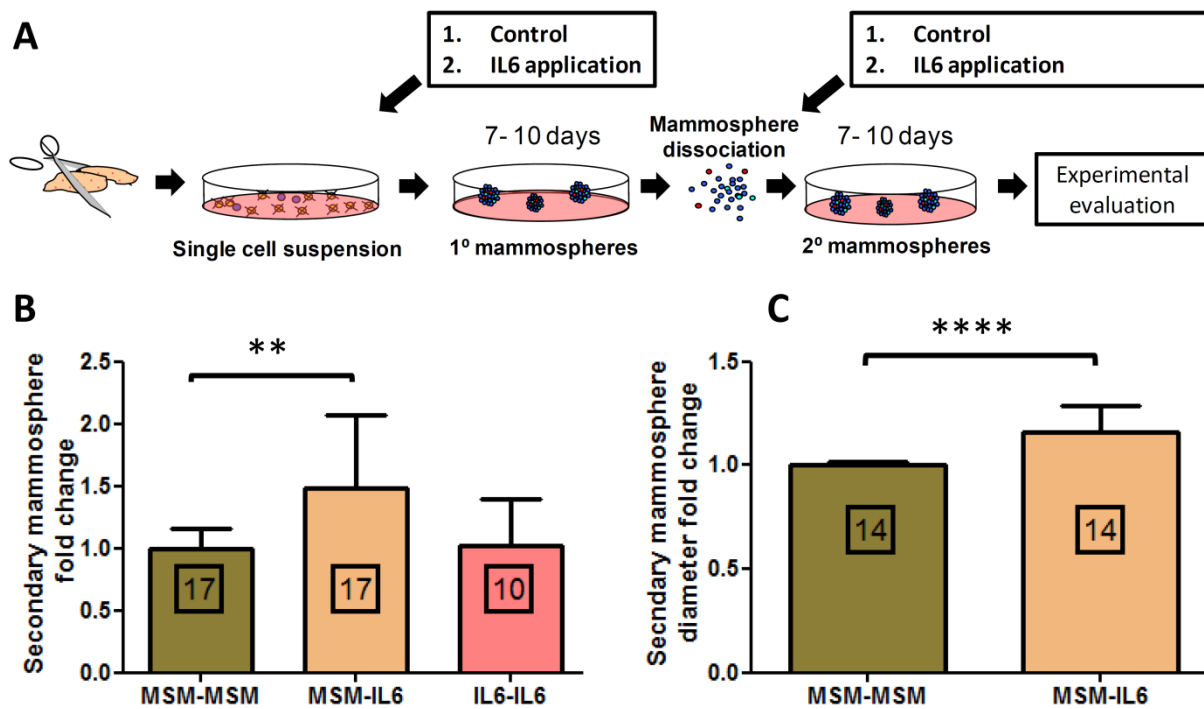 A
1. Control
2. IL6 application
1. Control
2. IL6 application
7- 10 days
Mammosphere
dissociation
7- 10 days
Experimental
evaluation
Single cell suspension
1º mammospheres
2º mammospheres
B
**
Secondary mammosphere
fold change
2.5
2.0
1.5
1.0
0.5
0.0
17
17
10
MSM-MSM
MSM-IL6
IL6-IL6
C
****
Secndary mammosphere
diameter fold change
1.5
1.0
0.5
0.0
14
14
MSM-MSM
MSM-IL6